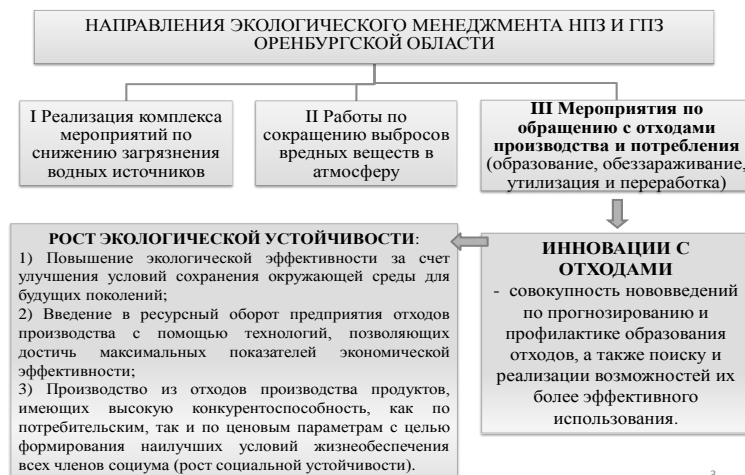 НАПРАВЛЕНИЯ ЭКОЛОГИЧЕСКОГО МЕНЕДЖМЕНТА НПЗ И ГПЗ
ОРЕНБУРГСКОЙ ОБЛАСТИ
I Реализация комплекса
мероприятий по
снижению загрязнения
водных источников
II Работы по
сокращению выбросов
вредных веществ в
атмосферу
III Мероприятия по
обращению с отходами
производства и потребления
(образование, обеззараживание,
утилизация и переработка)
РОСТ ЭКОЛОГИЧЕСКОЙ УСТОЙЧИВОСТИ:
1) Повышение экологической эффективности за счет
улучшения условий сохранения окружающей среды для
будущих поколений;
2) Введение в ресурсный оборот предприятия отходов
производства с помощью технологий, позволяющих
достичь максимальных показателей экономической
эффективности;
3) Производство из отходов производства продуктов,
имеющих высокую конкурентоспособность, как по
потребительским, так и по ценовым параметрам с целью
формирования наилучших условий жизнеобеспечения
всех членов социума (рост социальной устойчивости).
ИННОВАЦИИ С
ОТХОДАМИ
- совокупность нововведений
по прогнозированию и
профилактике образования
отходов, а также поиску и
реализации возможностей их
более эффективного
использования.
3